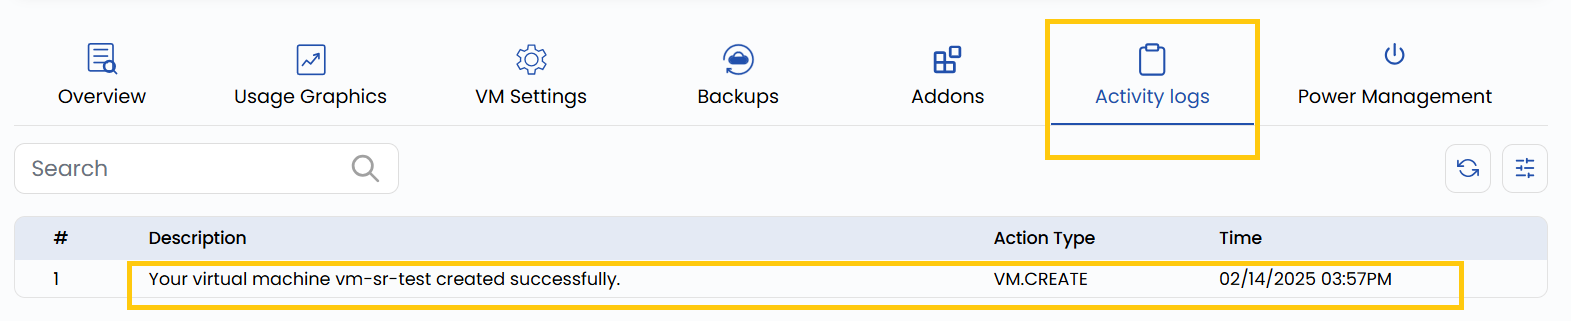 Overview Usage Graphics VM Settings Backups Addons Activity logs Power Management
Search
# Description Action Type Time
1 Your virtual machine vm-sr-test created successfully. VM.CREATE 02/14/2025 03:57PM